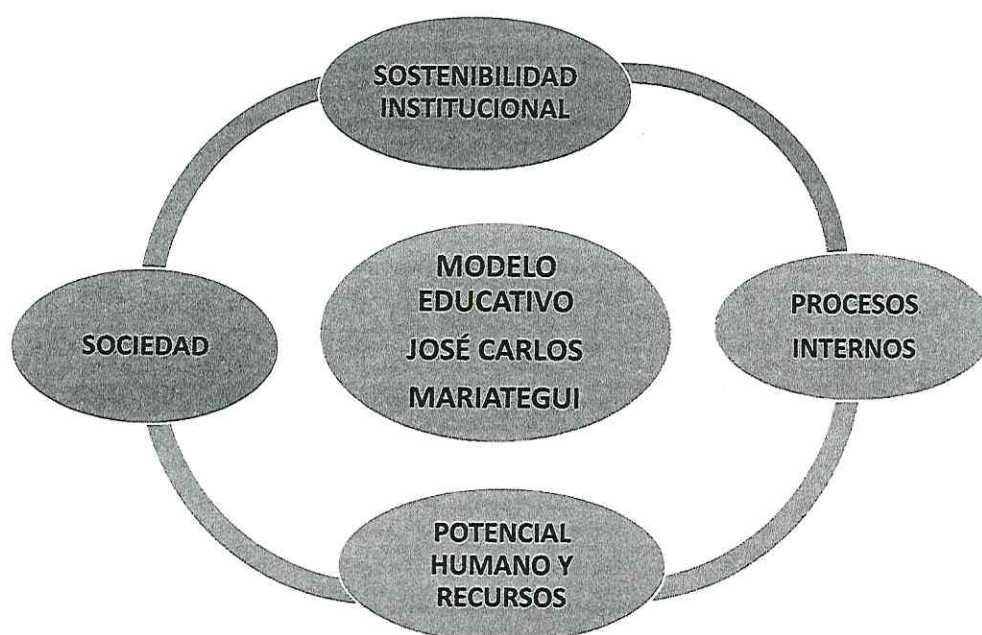 SOSTENIBILIDAD
INSTITUCIONAL
MODELO
EDUCATIVO
JOSÉ CARLOS
MARIATEGUI
SOCIEDAD
PROCESOS
INTERNOS
POTENCIAL
HUMANO Y
RECURSOS